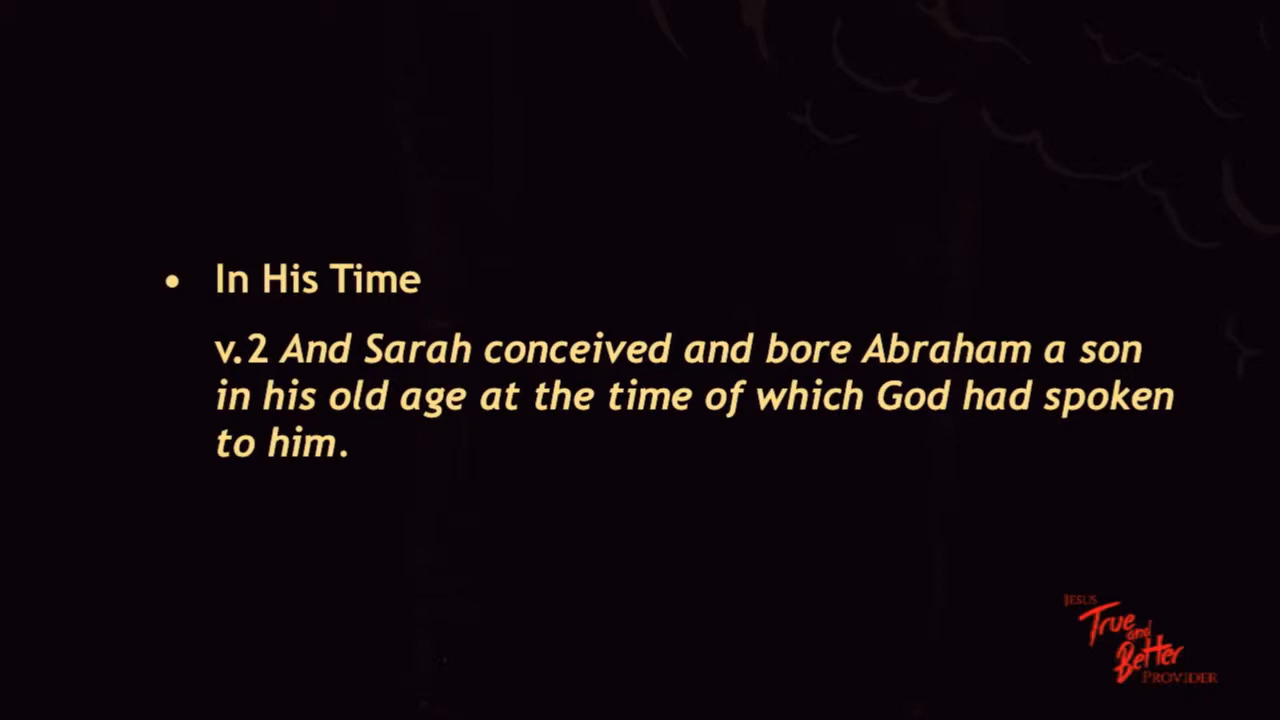 • In His Time
v.2 And Sarah conceived and bore Abraham a son
in his old age at the time of which God had spoken
to him.
JESUS
True
and
Better
PROVIDER